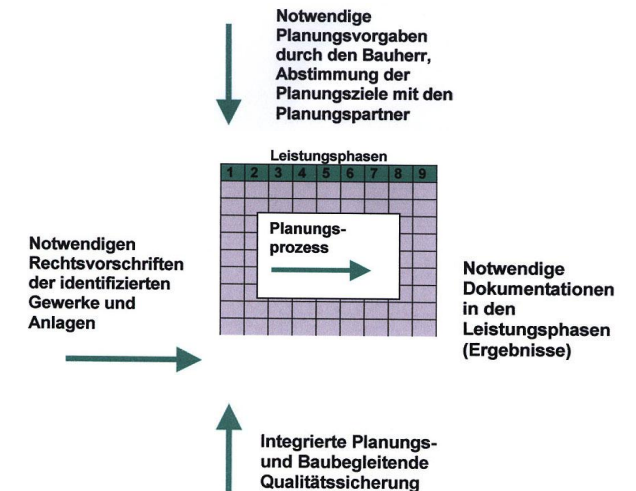 Notwendige
Planungsvorgaben
durch den Bauherr,
Abstimmung der
Planungsziele mit den
Planungspartner
Leistungsphasen
1 2 3 4 5 6 7 8 9
Planungs-
prozess
Notwendigen
Rechtsvorschriften
der identifizierten
Gewerke und
Anlagen
Notwendige
Dokumentationen
in den
Leistungsphasen
(Ergebnisse)
Integrierte Planungs-
und Baubegleitende
Qualitätssicherung